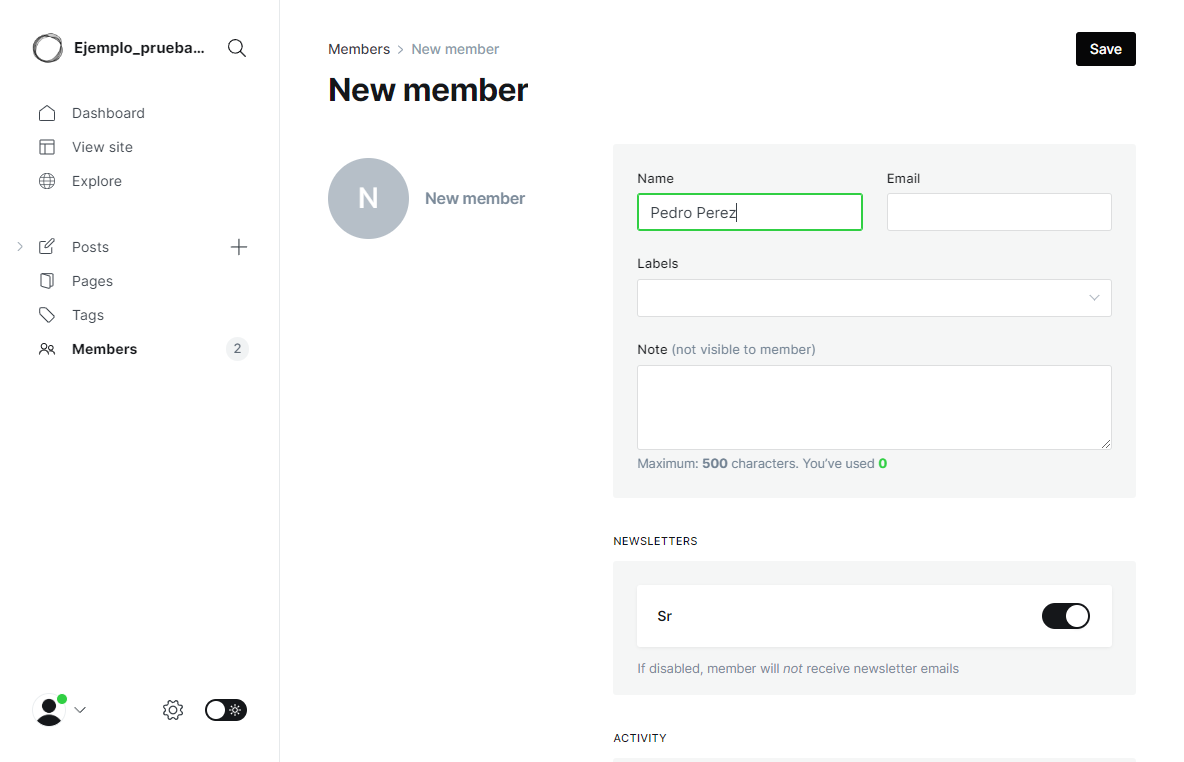 Ejemplo_prueba...
Dashboard
View site
Explore
Posts
Pages
Tags
Members 2
Members > New member
Save
New member
N
New member
Name
Email
Pedro Perez
Labels
Note (not visible to member)
Maximum: 500 characters. You've used 0
NEWSLETTERS
Sr
If disabled, member will not receive newsletter emails
ACTIVITY